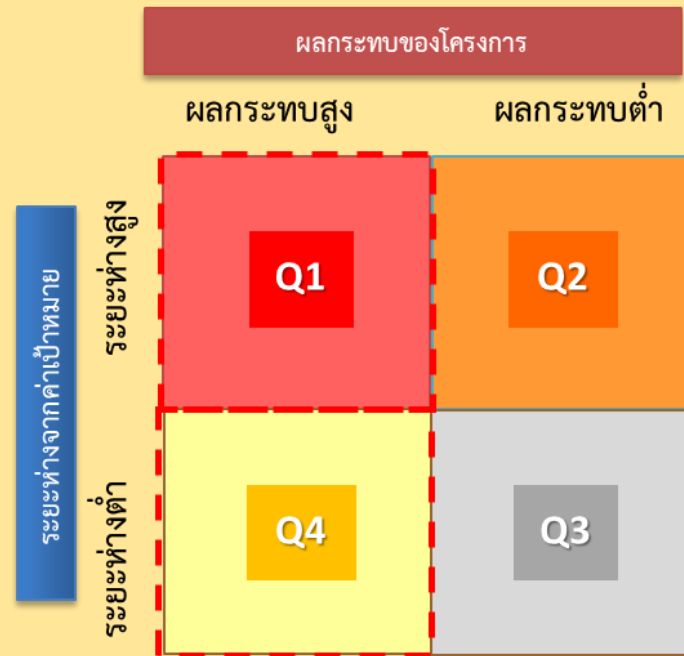 ผลกระทบของโครงการ
ผลกระทบสูง
ผลกระทบต่ำ
ระยะห่างจากค่าเป้าหมาย
ระยะห่างสูง
Q1
Q2
ระยะห่างต่ำ
Q4
Q3